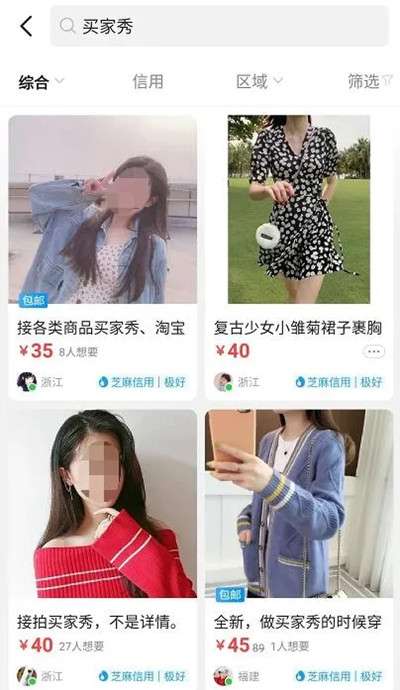 买家秀
综合 信用 区域 筛选
包邮
接各类商品买家秀、淘宝
¥35 8人想要
浙江 芝麻信用|极好
复古少女小雏菊裙子裹胸
¥40
浙江 芝麻信用|极好
接拍买家秀，不是详情。
¥40 27人想要
浙江 芝麻信用|极好
包邮
全新，做买家秀的时候穿
¥45 89 1人想要
福建 芝麻信用|极好